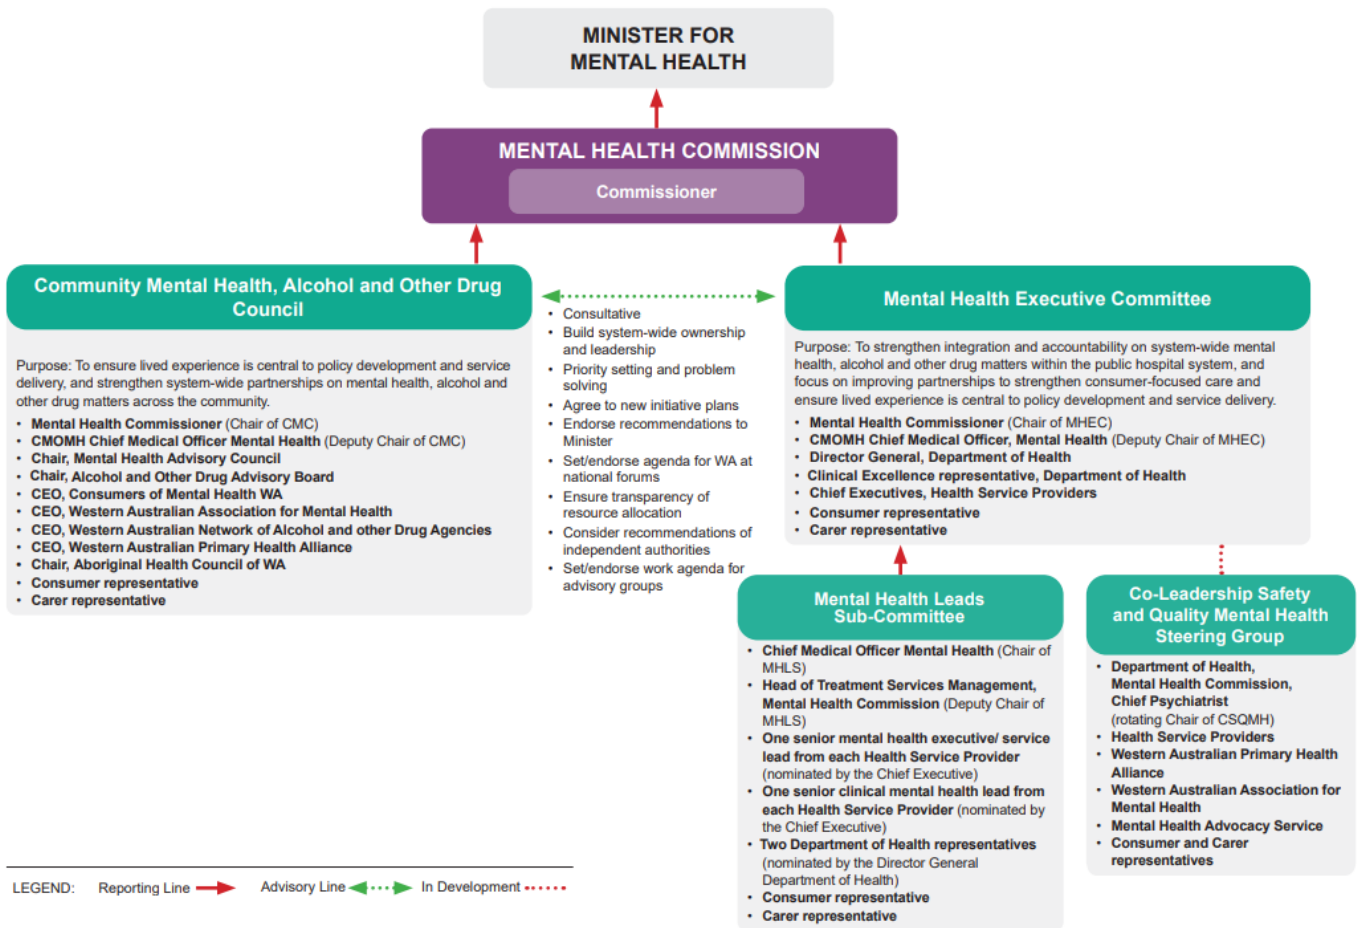 MINISTER FOR
MENTAL HEALTH
MENTAL HEALTH COMMISSION
Commissioner
Community Mental Health, Alcohol and Other Drug
Council
Purpose: To ensure lived experience is central to policy development and service
delivery, and strengthen system-wide partnerships on mental health, alcohol and
other drug matters across the community.
• Mental Health Commissioner (Chair of CMC)
• CMOMH Chief Medical Officer Mental Health (Deputy Chair of CMC)
• Chair, Mental Health Advisory Council
• Chair, Alcohol and Other Drug Advisory Board
• CEO, Consumers of Mental Health WA
• CEO, Western Australian Association for Mental Health
• CEO, Western Australian Network of Alcohol and other Drug Agencies
• CEO, Western Australian Primary Health Alliance
• Chair, Aboriginal Health Council of WA
• Consumer representative
• Carer representative
• Consultative
• Build system-wide ownership
and leadership
• Priority setting and problem
solving
• Agree to new initiative plans
• Endorse recommendations to
Minister
• Set/endorse agenda for WA at
national forums
• Ensure transparency of
resource allocation
• Consider recommendations of
independent authorities
• Set/endorse work agenda for
advisory groups
Mental Health Executive Committee
Purpose: To strengthen integration and accountability on system-wide mental
health, alcohol and other drug matters within the public hospital system, and
focus on improving partnerships to strengthen consumer-focused care and
ensure lived experience is central to policy development and service delivery.
• Mental Health Commissioner (Chair of MHEC)
• CMOMH Chief Medical Officer, Mental Health (Deputy Chair of MHEC)
• Director General, Department of Health
• Clinical Excellence representative, Department of Health
• Chief Executives, Health Service Providers
• Consumer representative
• Carer representative
Mental Health Leads
Sub-Committee
• Chief Medical Officer Mental Health (Chair of
MHLS)
• Head of Treatment Services Management,
Mental Health Commission (Deputy Chair of
MHLS)
• One senior mental health executive/ service
lead from each Health Service Provider
(nominated by the Chief Executive)
• One senior clinical mental health lead from
each Health Service Provider (nominated by
the Chief Executive)
• Two Department of Health representatives
(nominated by the Director General
Department of Health)
• Consumer representative
• Carer representative
Co-Leadership Safety
and Quality Mental Health
Steering Group
• Department of Health,
Mental Health Commission,
Chief Psychiatrist
(rotating Chair of CSQMH)
• Health Service Providers
• Western Australian Primary Health
Alliance
• Western Australian Association for
Mental Health
• Mental Health Advocacy Service
• Consumer and Carer
representatives
LEGEND: Reporting Line Advisory Line In Development